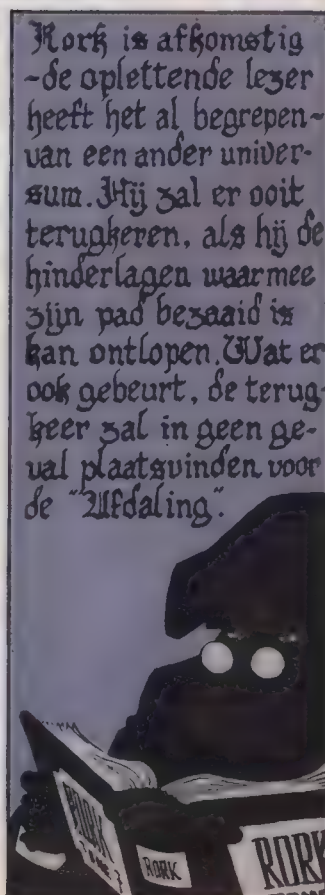 Rork is afkomstig
-de oplettende lezer
heeft het al begrepen-
van een ander univer-
sum. Hij zal er ooit
terugkeren, als hij de
hinderlagen waarmee
zijn pad bezaaid is
kan ontlopen. Wat er
ook gebeurt, de terug-
keer zal in geen ge-
val plaatsvinden voor
de "Afdaling".
RORK
RORK
RORK